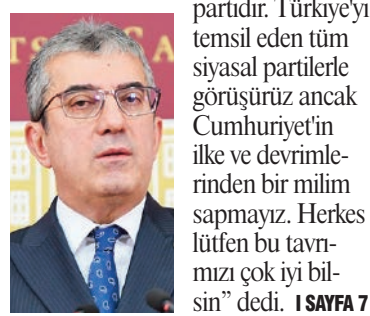 partidir. Türkiye'yi
temsil eden tüm
siyasal partilerle
görüşürüz ancak
Cumhuriyet'in
ilke ve devrimle-
rinden bir milim
sapmayız. Herkes
lütfen bu tavrı-
mızı çok iyi bil-
sin” dedi. I SAYFA 7